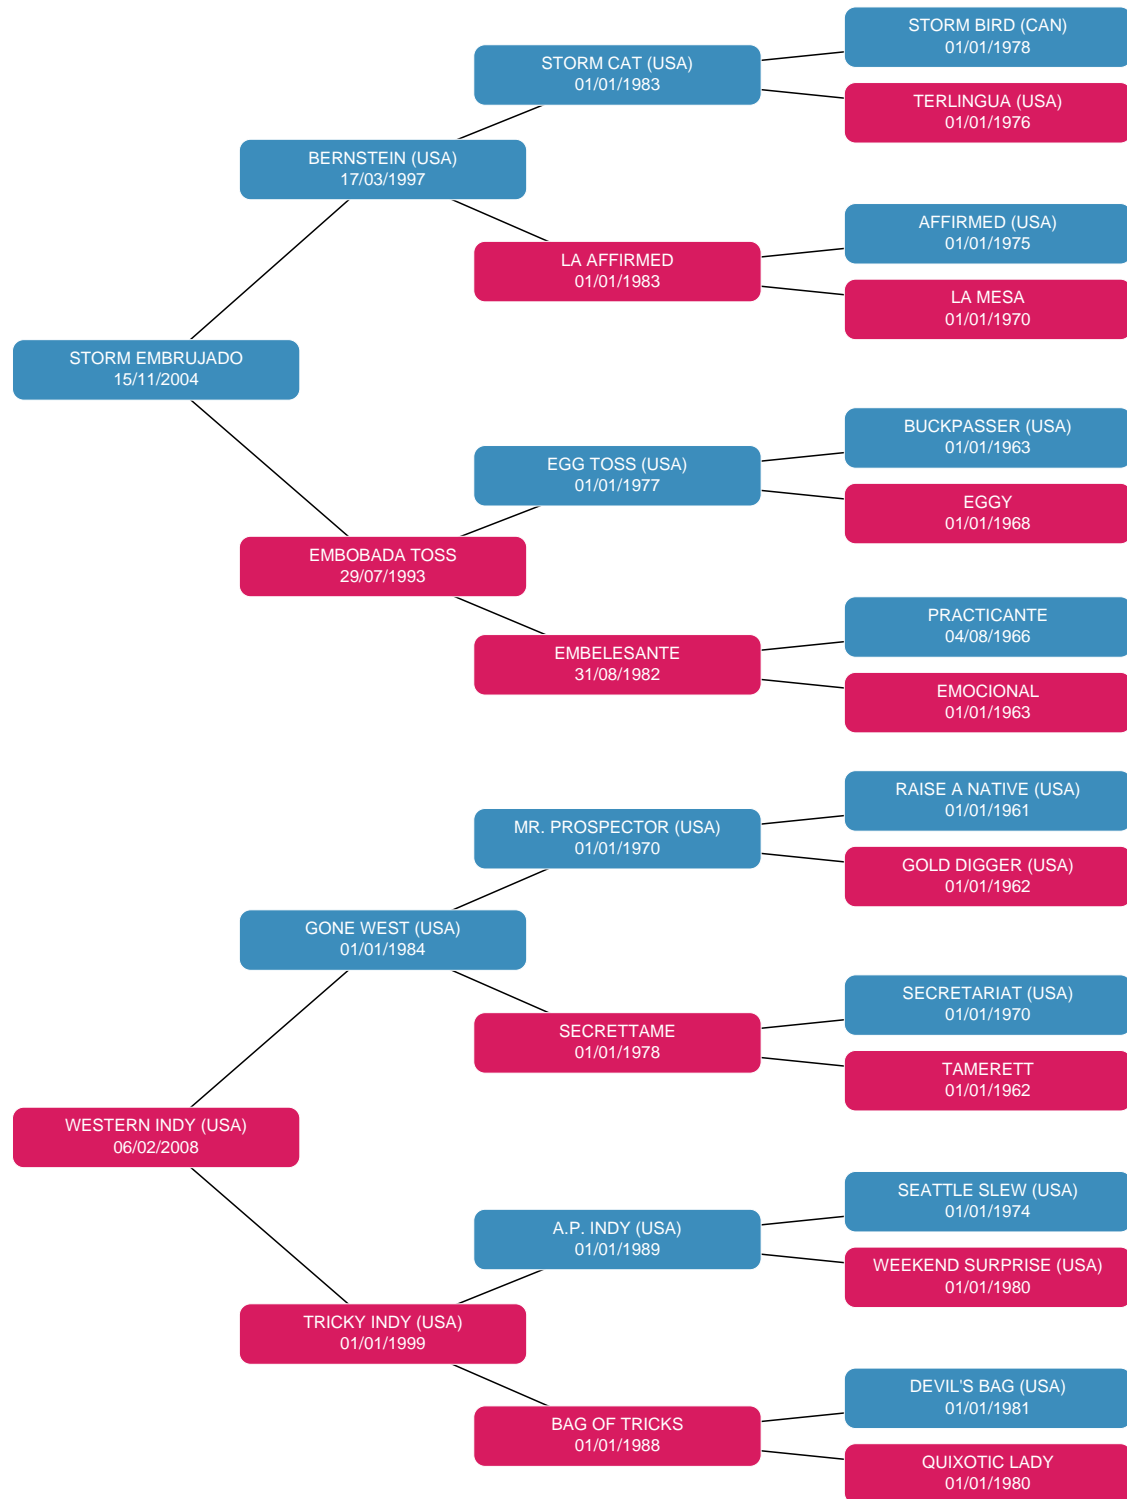 STORM BIRD (CAN)
01/01/1978
STORM CAT (USA)
01/01/1983
TERLINGUA (USA)
01/01/1976
BERNSTEIN (USA)
17/03/1997
AFFIRMED (USA)
01/01/1975
LA AFFIRMED
01/01/1983
LA MESA
01/01/1970
STORM EMBRUJADO
15/11/2004
BUCKPASSER (USA)
01/01/1963
EGG TOSS (USA)
01/01/1977
EGGY
01/01/1968
EMBOBADA TOSS
29/07/1993
PRACTICANTE
04/08/1966
EMBELESANTE
31/08/1982
EMOCIONAL
01/01/1963
RAISE A NATIVE (USA)
01/01/1961
MR. PROSPECTOR (USA)
01/01/1970
GOLD DIGGER (USA)
01/01/1962
GONE WEST (USA)
01/01/1984
SECRETARIAT (USA)
01/01/1970
SECRETTAME
01/01/1978
TAMERETT
01/01/1962
WESTERN INDY (USA)
06/02/2008
SEATTLE SLEW (USA)
01/01/1974
A.P. INDY (USA)
01/01/1989
WEEKEND SURPRISE (USA)
01/01/1980
TRICKY INDY (USA)
01/01/1999
DEVIL'S BAG (USA)
01/01/1981
BAG OF TRICKS
01/01/1988
QUIXOTIC LADY
01/01/1980